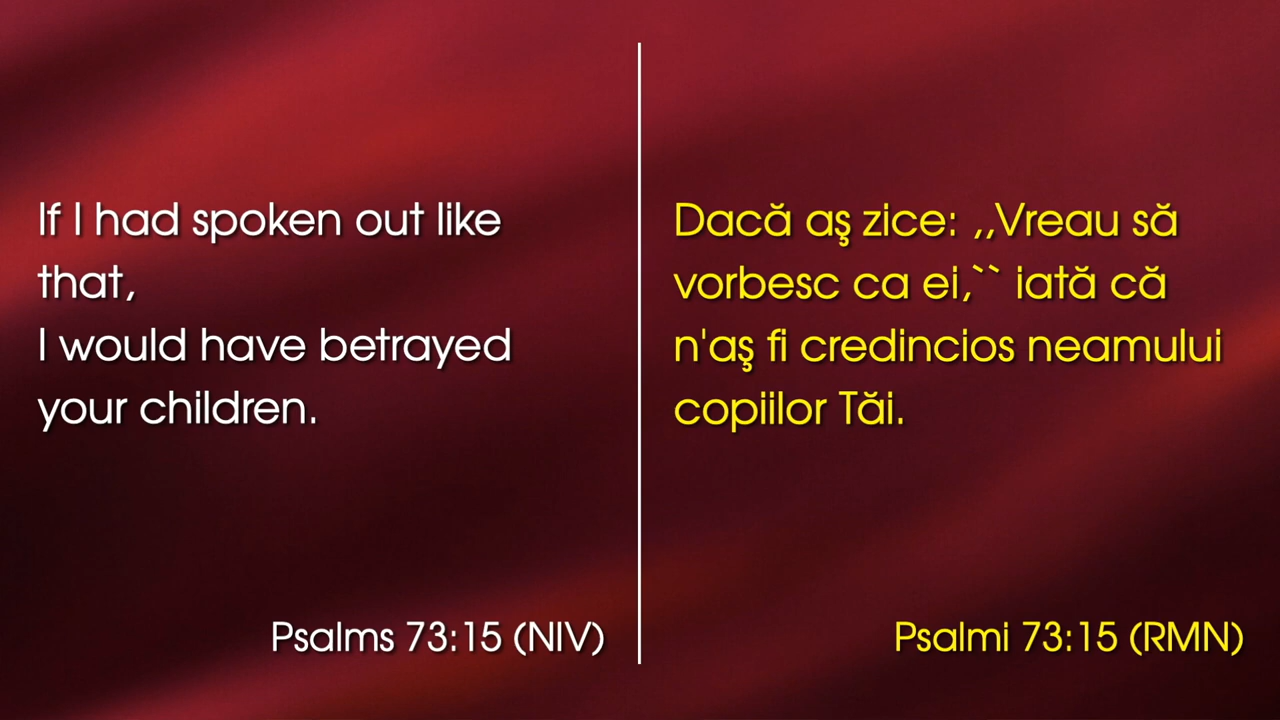 If I had spoken out like
that,
I would have betrayed
your children.
Psalms 73:15 (NIV)
Dacă aş zice: ,,Vreau să
vorbesc ca ei,`` iată că
n'aş fi credincios neamului
copiilor Tăi.
Psalmi 73:15 (RMN)